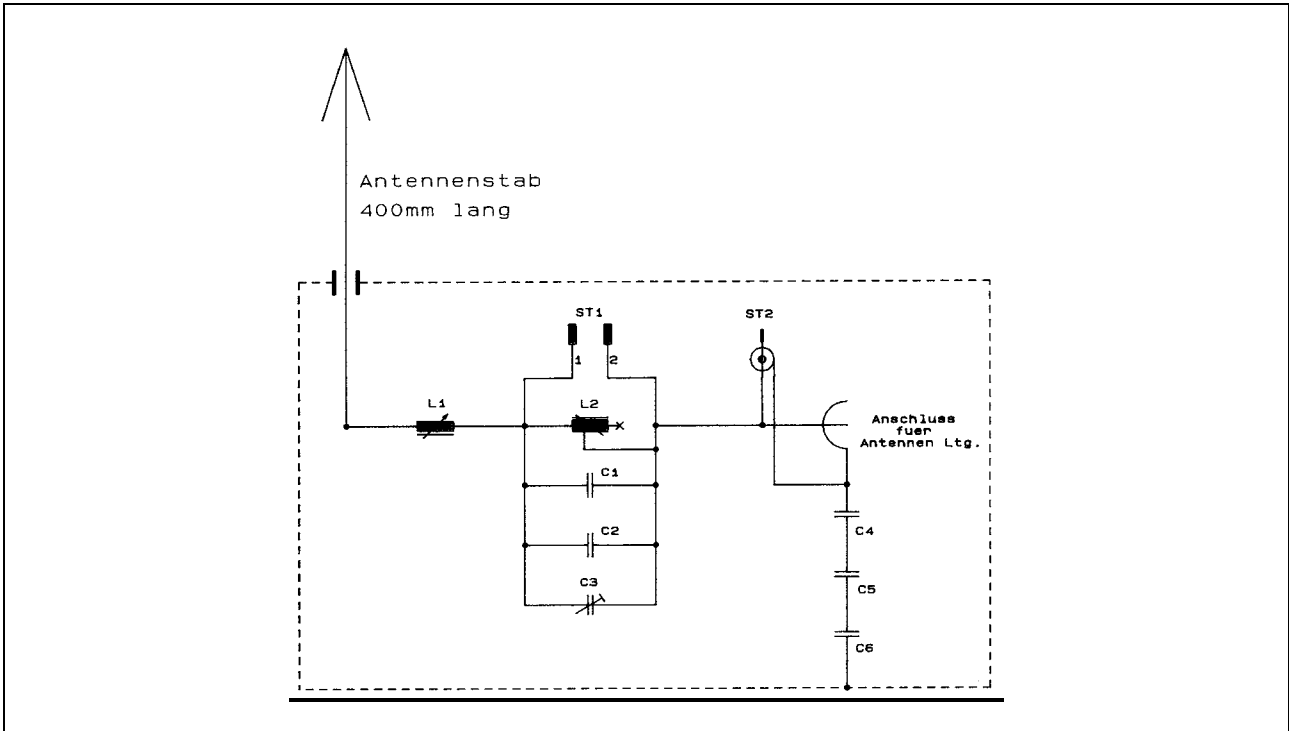 Antennenstab
400mm lang
ST1
ST2
1
2
L1
L2
Anschluss
fuer
Antennen Ltg.
C1
C2
C4
C3
C5
C6